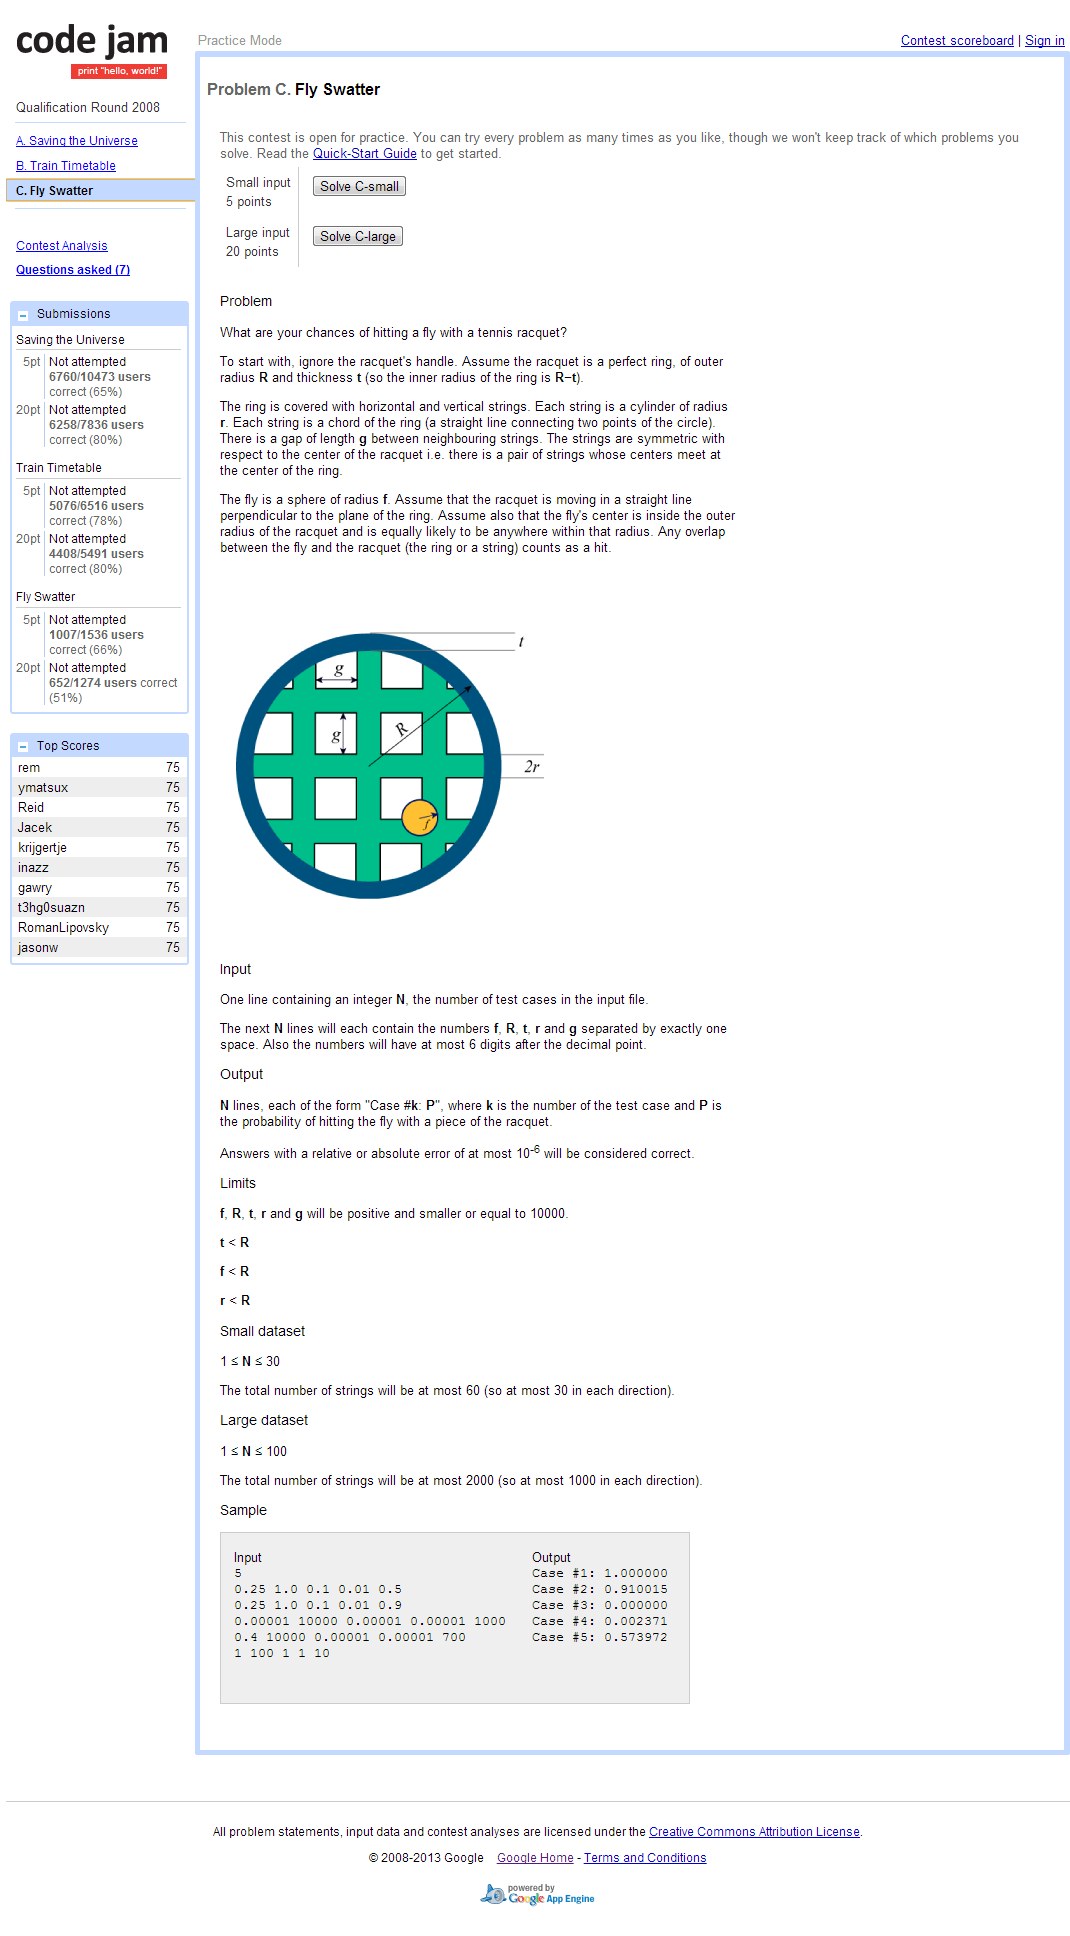 code jam
print "hello, world!"
Practice Mode
Contest scoreboard | Sign in
Qualification Round 2008
A. Saving the Universe
B. Train Timetable
C. Fly Swatter
Contest Analysis
Questions asked (7)
Submissions
Saving the Universe
5pt Not attempted
6760/10473 users
correct (65%)
20pt Not attempted
6258/7836 users
correct (80%)
Train Timetable
5pt Not attempted
5076/6516 users
correct (78%)
20pt Not attempted
4408/5491 users
correct (80%)
Fly Swatter
5pt Not attempted
1007/1536 users
correct (66%)
20pt Not attempted
652/1274 users correct
(51%)
Top Scores
rem 75
ymatsux 75
Reid 75
Jacek 75
krijgertje 75
inazz 75
gawry 75
t3hg0suazn 75
RomanLipovsky 75
jasonw 75
Problem C. Fly Swatter
This contest is open for practice. You can try every problem as many times as you like, though we won't keep track of which problems you
solve. Read the Quick-Start Guide to get started.
Small input
5 points
Solve C-small
Large input
20 points
Solve C-large
Problem
What are your chances of hitting a fly with a tennis racquet?
To start with, ignore the racquet's handle. Assume the racquet is a perfect ring, of outer
radius R and thickness t (so the inner radius of the ring is R−t).
The ring is covered with horizontal and vertical strings. Each string is a cylinder of radius
r. Each string is a chord of the ring (a straight line connecting two points of the circle).
There is a gap of length g between neighbouring strings. The strings are symmetric with
respect to the center of the racquet i.e. there is a pair of strings whose centers meet at
the center of the ring.
The fly is a sphere of radius f. Assume that the racquet is moving in a straight line
perpendicular to the plane of the ring. Assume also that the fly's center is inside the outer
radius of the racquet and is equally likely to be anywhere within that radius. Any overlap
between the fly and the racquet (the ring or a string) counts as a hit.
t
g
g
R
2r
f
Input
One line containing an integer N, the number of test cases in the input file.
The next N lines will each contain the numbers f, R, t, r and g separated by exactly one
space. Also the numbers will have at most 6 digits after the decimal point.
Output
N lines, each of the form "Case #k: P", where k is the number of the test case and P is
the probability of hitting the fly with a piece of the racquet.
Answers with a relative or absolute error of at most 10-6 will be considered correct.
Limits
f, R, t, r and g will be positive and smaller or equal to 10000.
t < R
f < R
r < R
Small dataset
1 ≤ N ≤ 30
The total number of strings will be at most 60 (so at most 30 in each direction).
Large dataset
1 ≤ N ≤ 100
The total number of strings will be at most 2000 (so at most 1000 in each direction).
Sample
Input
5
0.25 1.0 0.1 0.01 0.5
0.25 1.0 0.1 0.01 0.9
0.00001 10000 0.00001 0.00001 1000
0.4 10000 0.00001 0.00001 700
1 100 1 1 10
Output
Case #1: 1.000000
Case #2: 0.910015
Case #3: 0.000000
Case #4: 0.002371
Case #5: 0.573972
All problem statements, input data and contest analyses are licensed under the Creative Commons Attribution License.
© 2008-2013 Google Google Home - Terms and Conditions
powered by
Google App Engine